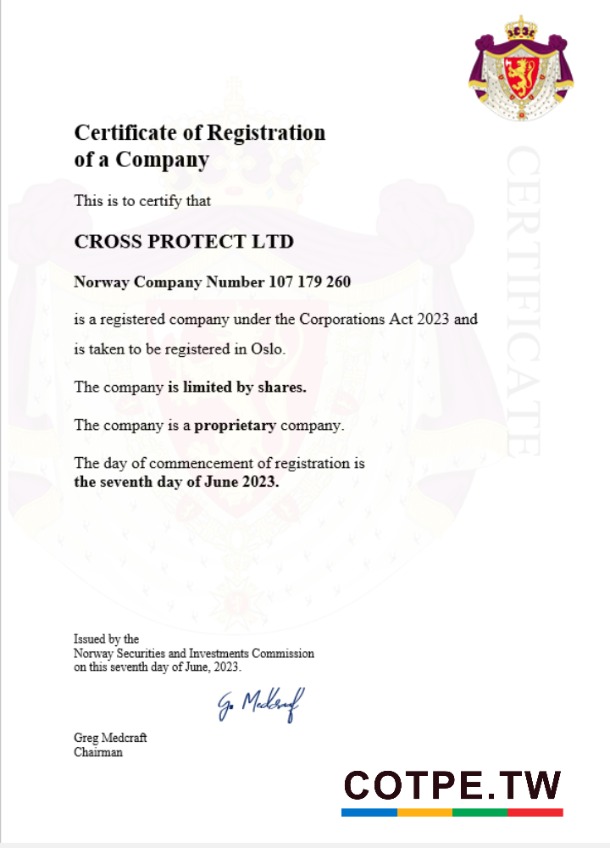 Certificate of Registration
of a Company
This is to certify that
CROSS PROTECT LTD
Norway Company Number 107 179 260
is a registered company under the Corporations Act 2023 and
is taken to be registered in Oslo.
The company is limited by shares.
The company is a proprietary company.
The day of commencement of registration is
the seventh day of June 2023.
CERTIFICATE
Issued by the
Norway Securities and Investments Commission
on this seventh day of June, 2023.
G. Medcraft
Greg Medcraft
Chairman
COTPE.TW